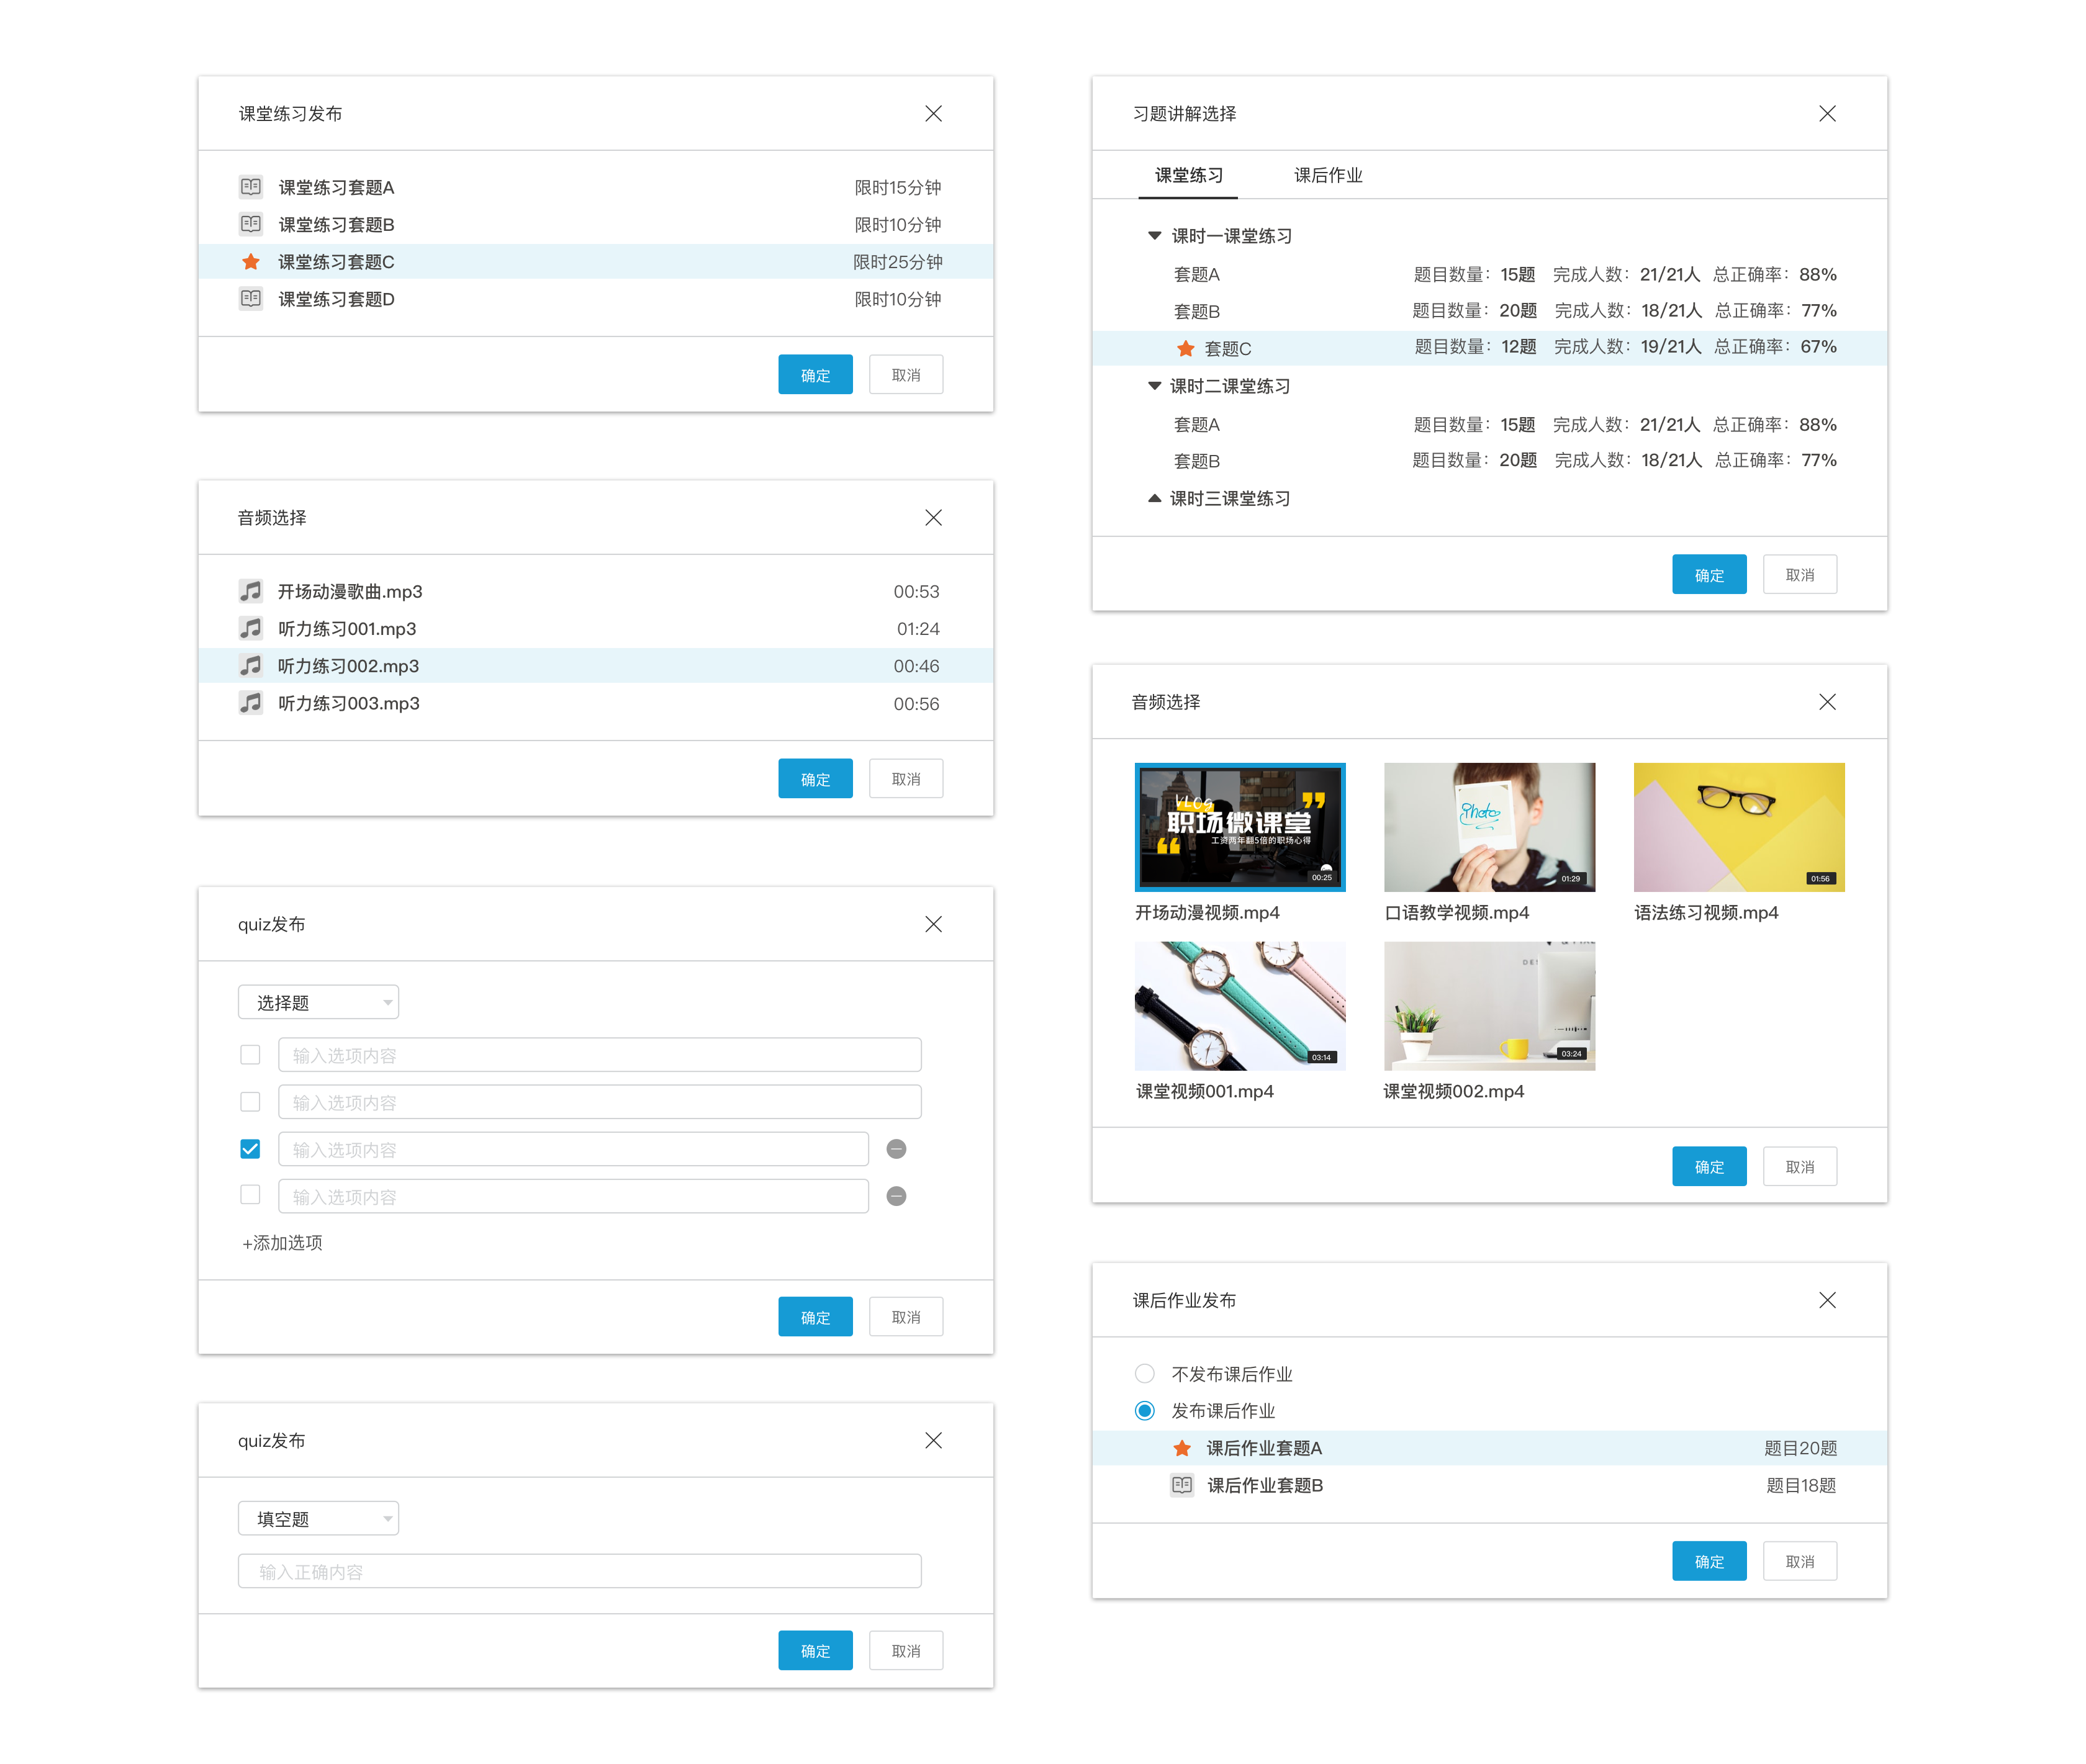 课堂练习发布
课堂练习套题A 限时15分钟
课堂练习套题B 限时10分钟
课堂练习套题C 限时25分钟
课堂练习套题D 限时10分钟
确定 取消
音频选择
开场动漫歌曲.mp3 00:53
听力练习001.mp3 01:24
听力练习002.mp3 00:46
听力练习003.mp3 00:56
确定 取消
quiz发布
选择题
输入选项内容
输入选项内容
输入选项内容
输入选项内容
+添加选项
确定 取消
quiz发布
填空题
输入正确内容
确定 取消
习题讲解选择
课堂练习 课后作业
课时一课堂练习
套题A 题目数量：15题 完成人数：21/21人 总正确率：88%
套题B 题目数量：20题 完成人数：18/21人 总正确率：77%
套题C 题目数量：12题 完成人数：19/21人 总正确率：67%
课时二课堂练习
套题A 题目数量：15题 完成人数：21/21人 总正确率：88%
套题B 题目数量：20题 完成人数：18/21人 总正确率：77%
课时三课堂练习
确定 取消
音频选择
VLOG
职场微课堂
工资两年翻5倍的职场心得
00:25
Photo
01:29
01:56
开场动漫视频.mp4 口语教学视频.mp4 语法练习视频.mp4
03:14
03:24
课堂视频001.mp4 课堂视频002.mp4
确定 取消
课后作业发布
不发布课后作业
发布课后作业
课后作业套题A 题目20题
课后作业套题B 题目18题
确定 取消